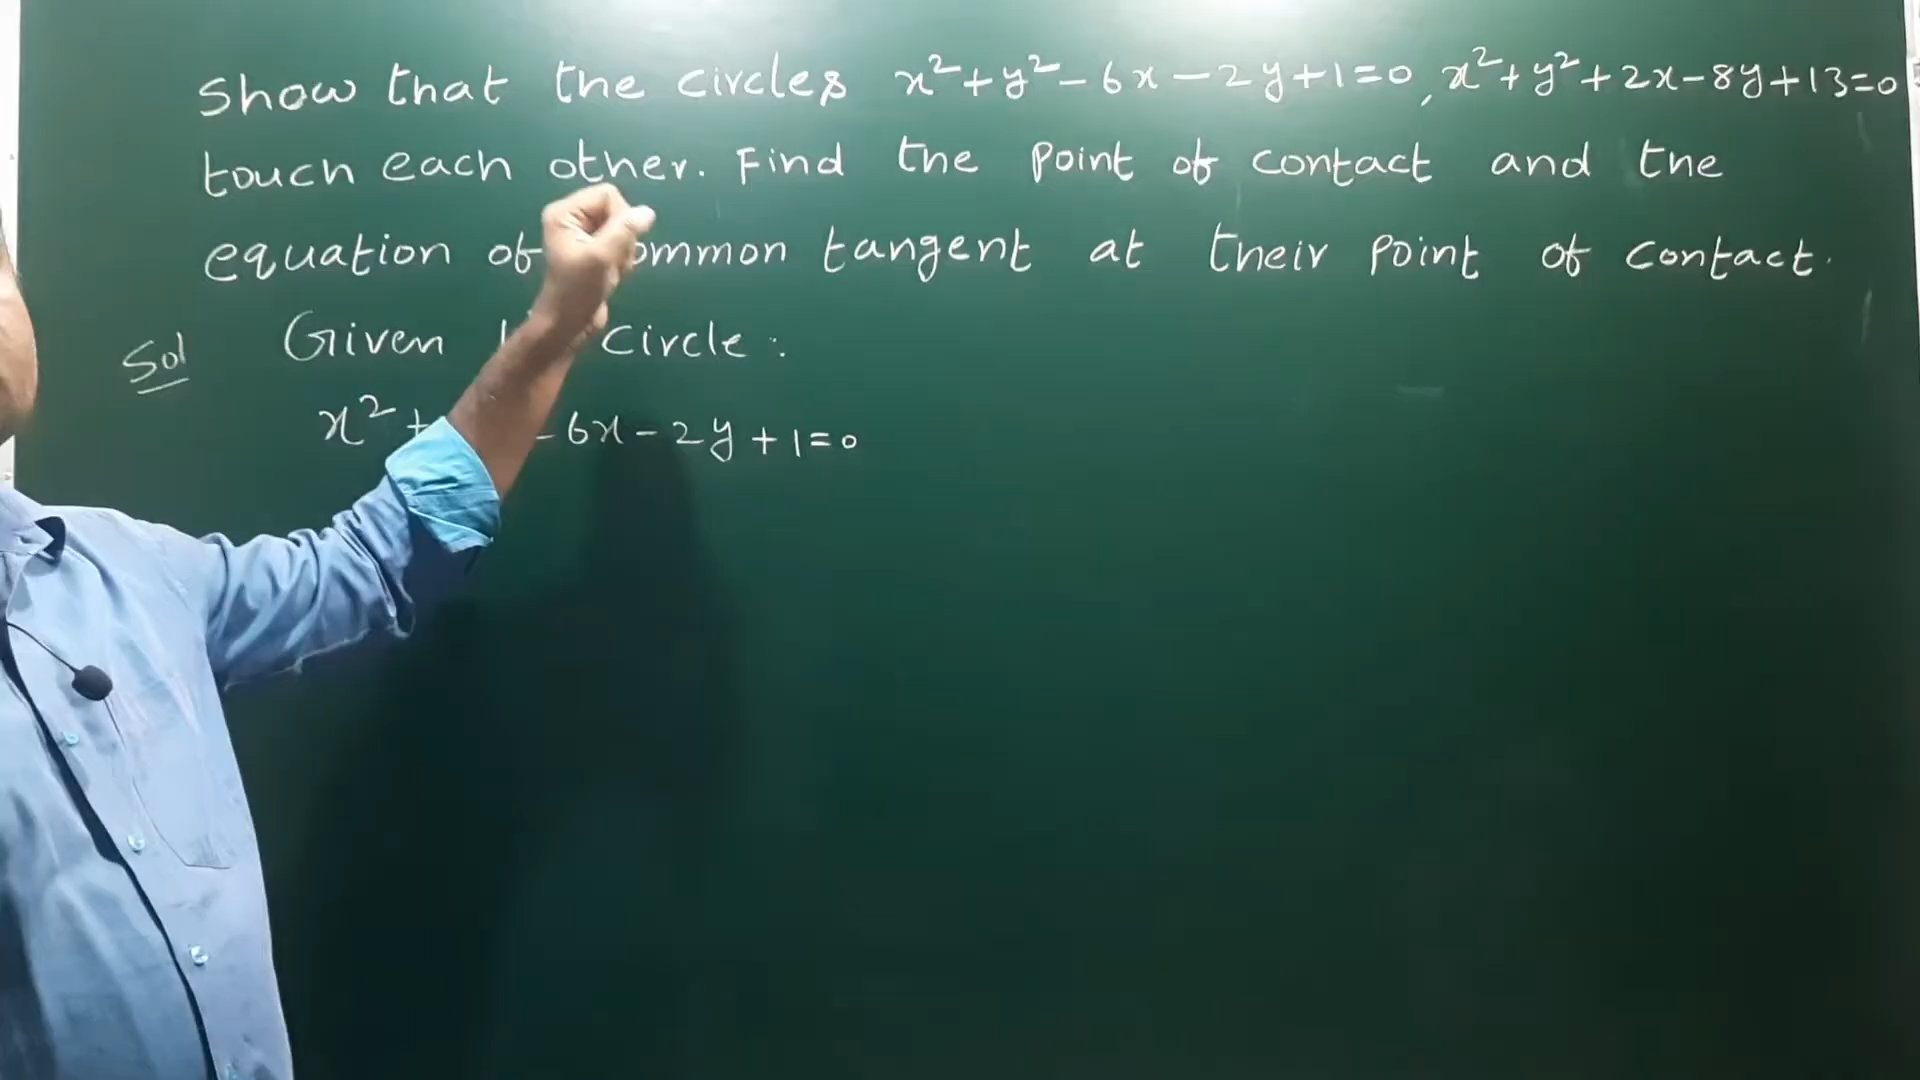 Show that the circles x²+y²-6x-2y+1=0, x²+y²+2x-8y+13=0
touch each other. Find the point of contact and the
equation of ommon tangent at their point of contact.
Sol Given circle:
x²+ -6x-2y+1=0